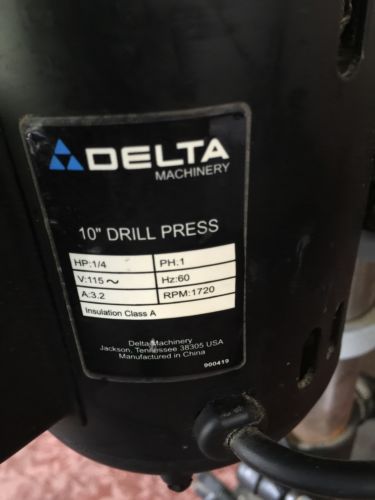 DELTA
MACHINERY
10" DRILL PRESS
HP:1/4 PH:1
V:115 ~ Hz:60
A:3.2 RPM:1720
Insulation Class A
Delta Machinery
Jackson, Tennessee 38305 USA
Manufactured in China
900419